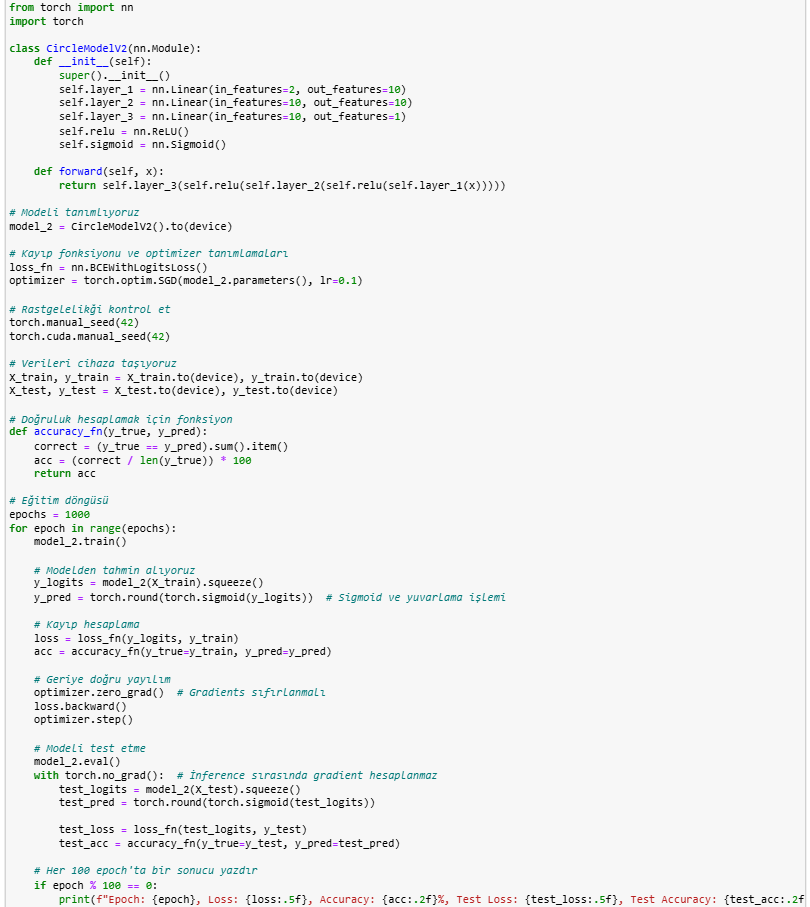 from torch import nn
import torch
class CircleModelV2(nn.Module):
    def __init__(self):
        super().__init__()
        self.layer_1 = nn.Linear(in_features=2, out_features=10)
        self.layer_2 = nn.Linear(in_features=10, out_features=10)
        self.layer_3 = nn.Linear(in_features=10, out_features=1)
        self.relu = nn.ReLU()
        self.sigmoid = nn.Sigmoid()
    def forward(self, x):
        return self.layer_3(self.relu(self.layer_2(self.relu(self.layer_1(x)))))
# Modeli tanımlıyoruz
model_2 = CircleModelV2().to(device)
# Kayıp fonksiyonu ve optimizer tanımlamaları
loss_fn = nn.BCEWithLogitsLoss()
optimizer = torch.optim.SGD(model_2.parameters(), lr=0.1)
# Rastgelelikği kontrol et
torch.manual_seed(42)
torch.cuda.manual_seed(42)
# Verileri cihaza taşıyoruz
X_train, y_train = X_train.to(device), y_train.to(device)
X_test, y_test = X_test.to(device), y_test.to(device)
# Doğruluk hesaplamak için fonksiyon
def accuracy_fn(y_true, y_pred):
    correct = (y_true == y_pred).sum().item()
    acc = (correct / len(y_true)) * 100
    return acc
# Eğitim döngüsü
epochs = 1000
for epoch in range(epochs):
    model_2.train()
    # Modelden tahmin alıyoruz
    y_logits = model_2(X_train).squeeze()
    y_pred = torch.round(torch.sigmoid(y_logits))  # Sigmoid ve yuvarlama işlemi
    # Kayıp hesaplama
    loss = loss_fn(y_logits, y_train)
    acc = accuracy_fn(y_true=y_train, y_pred=y_pred)
    # Geriye doğru yayılım
    optimizer.zero_grad()  # Gradients sıfırlanmalı
    loss.backward()
    optimizer.step()
    # Modeli test etme
    model_2.eval()
    with torch.no_grad():  # İnference sırasında gradient hesaplanmaz
        test_logits = model_2(X_test).squeeze()
        test_pred = torch.round(torch.sigmoid(test_logits))
        test_loss = loss_fn(test_logits, y_test)
        test_acc = accuracy_fn(y_true=y_test, y_pred=test_pred)
    # Her 100 epoch'ta bir sonucu yazdır
    if epoch % 100 == 0:
        print(f"Epoch: {epoch}, Loss: {loss:.5f}, Accuracy: {acc:.2f}%, Test Loss: {test_loss:.5f}, Test Accuracy: {test_acc:.2f